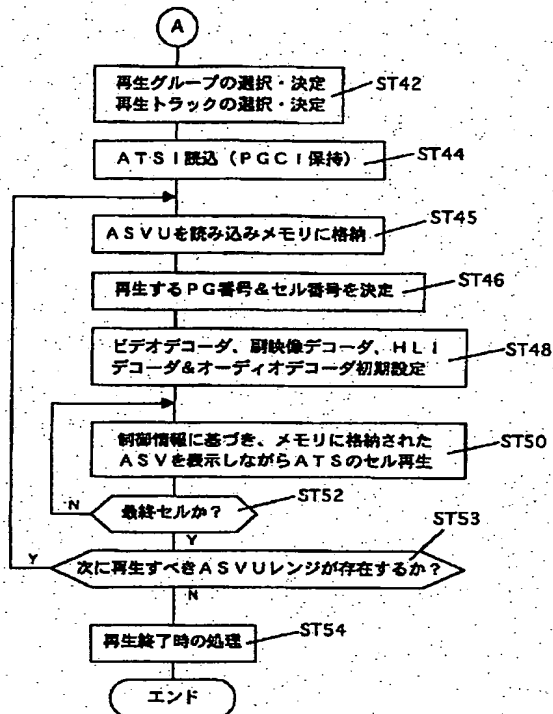 A
再生グループの選択・決定
再生トラックの選択・決定
ST42
ATSI読込(PGCI保持)
ST44
ASVUを読み込みメモリに格納
ST45
再生するPG番号&セル番号を決定
ST46
ビデオデコーダ、副映像デコーダ、HLI
デコーダ&オーディオデコーダ初期設定
ST48
制御情報に基づき、メモリに格納された
ASVを表示しながらATSのセル再生
ST50
最終セルか?
ST52
N
Y
次に再生すべきASVUレンジが存在するか?
ST53
Y
N
再生終了時の処理
ST54
エンド